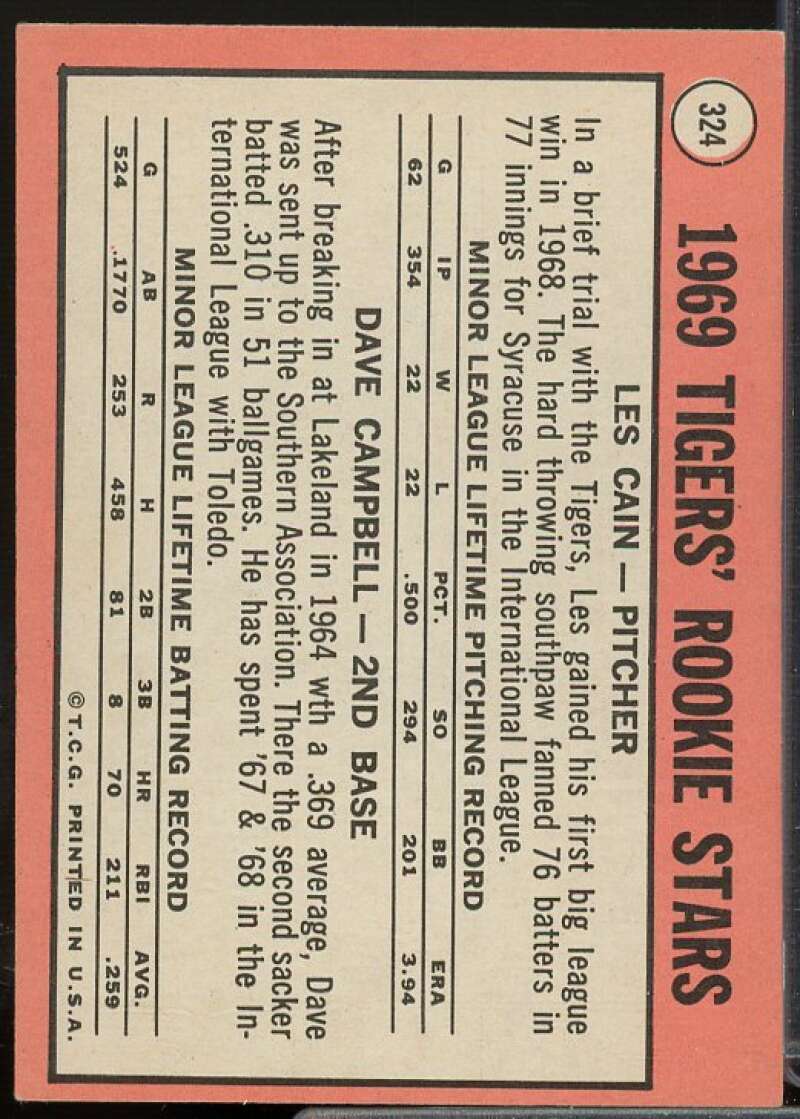 324
1969 TIGERS' ROOKIE STARS
LES CAIN — PITCHER
In a brief trial with the Tigers, Les gained his first big league
win in 1968. The hard throwing southpaw fanned 76 batters in
77 innings for Syracuse in the International League.
MINOR LEAGUE LIFETIME PITCHING RECORD
G IP W L PCT. SO BB ERA
62 354 22 22 .500 294 201 3.94
DAVE CAMPBELL — 2ND BASE
After breaking in at Lakeland in 1964 wth a .369 average, Dave
was sent up to the Southern Association. There the second sacker
batted .310 in 51 ballgames. He has spent '67 & '68 in the In-
ternational League with Toledo.
MINOR LEAGUE LIFETIME BATTING RECORD
G AB R H 2B 3B HR RBI AVG.
524 1770 253 458 81 8 70 211 .259
© T.C.G. PRINTED IN U.S.A.